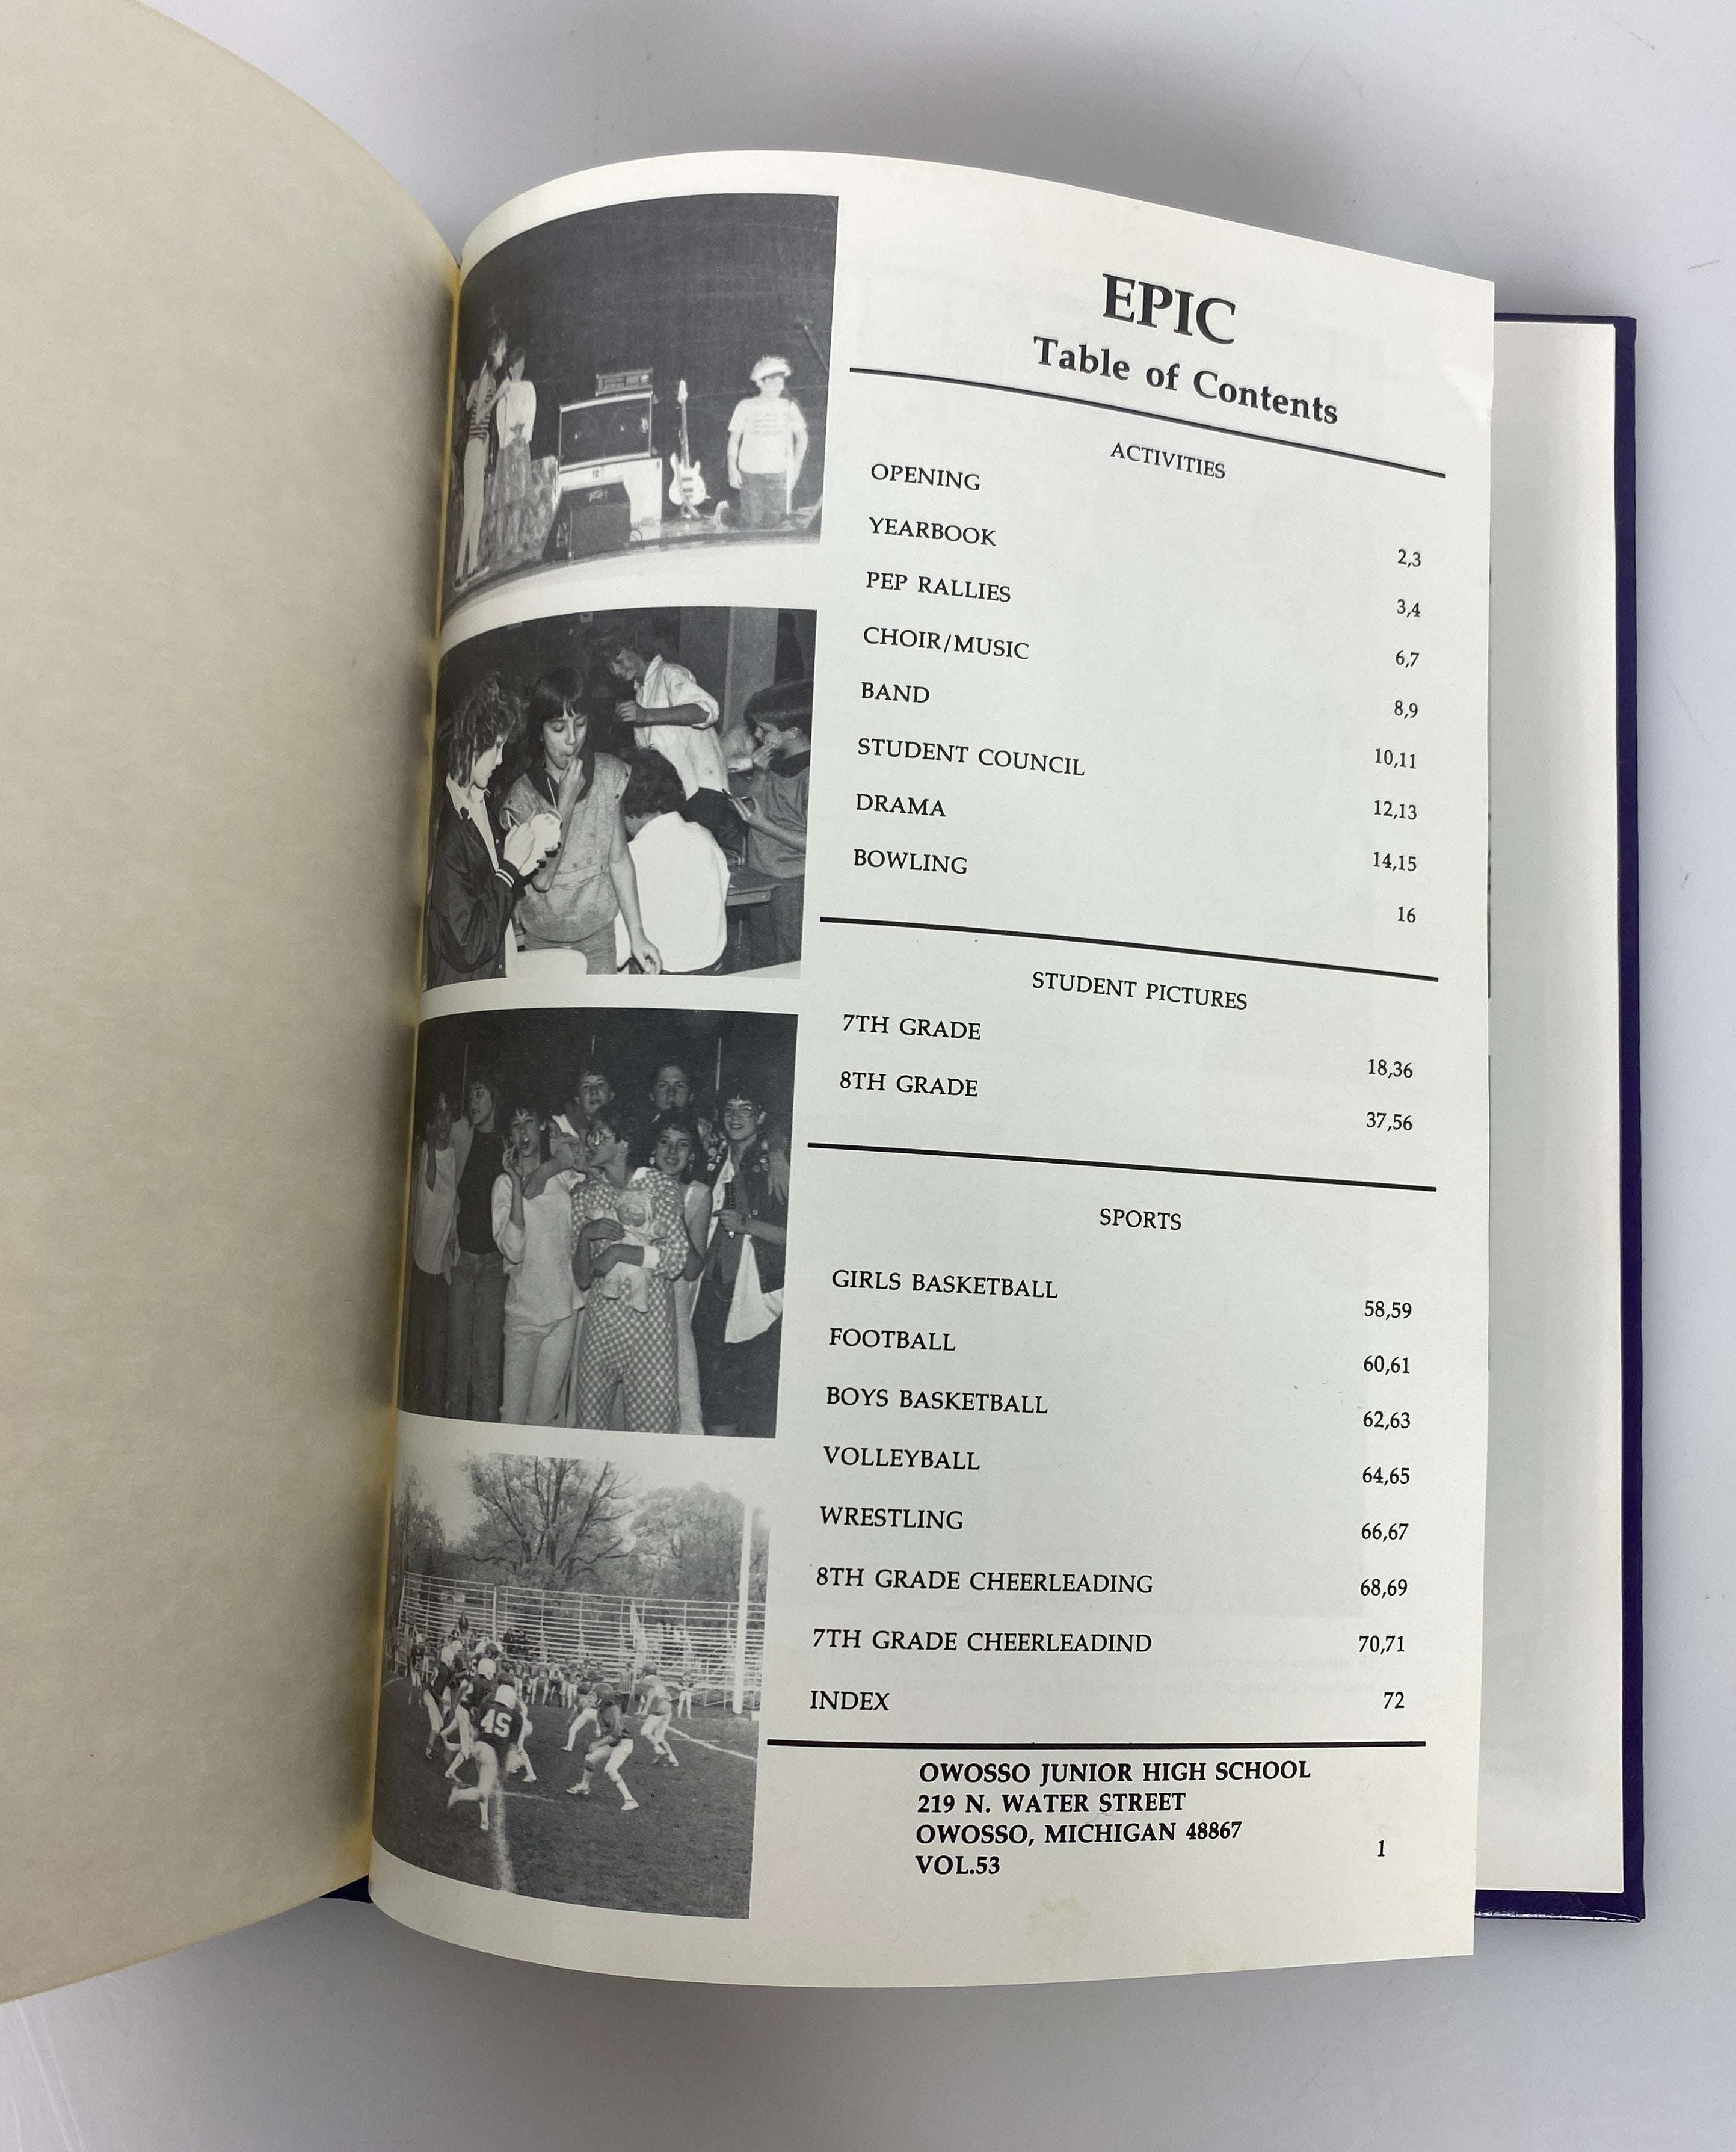 EPIC
Table of Contents
ACTIVITIES
OPENING 2,3
YEARBOOK 3,4
PEP RALLIES 6,7
CHOIR/MUSIC 8,9
BAND 10,11
STUDENT COUNCIL 12,13
DRAMA 14,15
BOWLING 16
STUDENT PICTURES
7TH GRADE 18,36
8TH GRADE 37,56
SPORTS
GIRLS BASKETBALL 58,59
FOOTBALL 60,61
BOYS BASKETBALL 62,63
VOLLEYBALL 64,65
WRESTLING 66,67
8TH GRADE CHEERLEADING 68,69
7TH GRADE CHEERLEADIND 70,71
INDEX 72
OWOSSO JUNIOR HIGH SCHOOL
219 N. WATER STREET
OWOSSO, MICHIGAN 48867
VOL.53
1
45